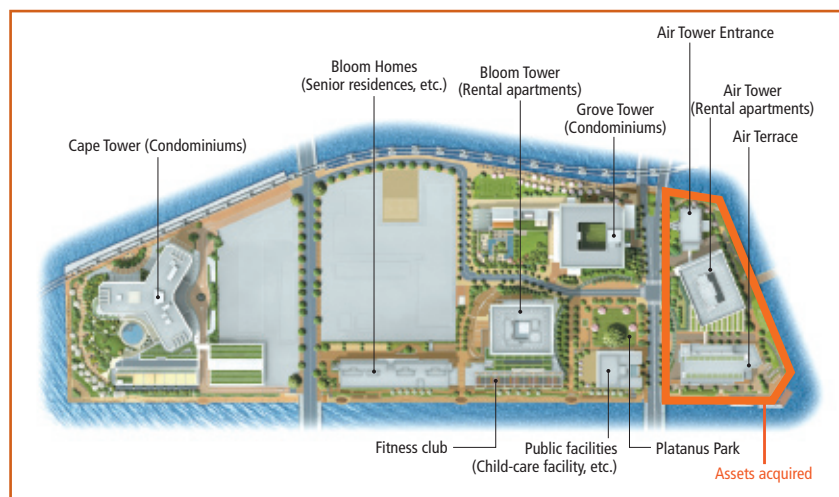 Air Tower Entrance
Bloom Homes
(Senior residences, etc.)
Bloom Tower
(Rental apartments)
Air Tower
(Rental apartments)
Grove Tower
(Condominiums)
Air Terrace
Cape Tower (Condominiums)
Fitness club
Public facilities
(Child-care facility, etc.)
Platanus Park
Assets acquired